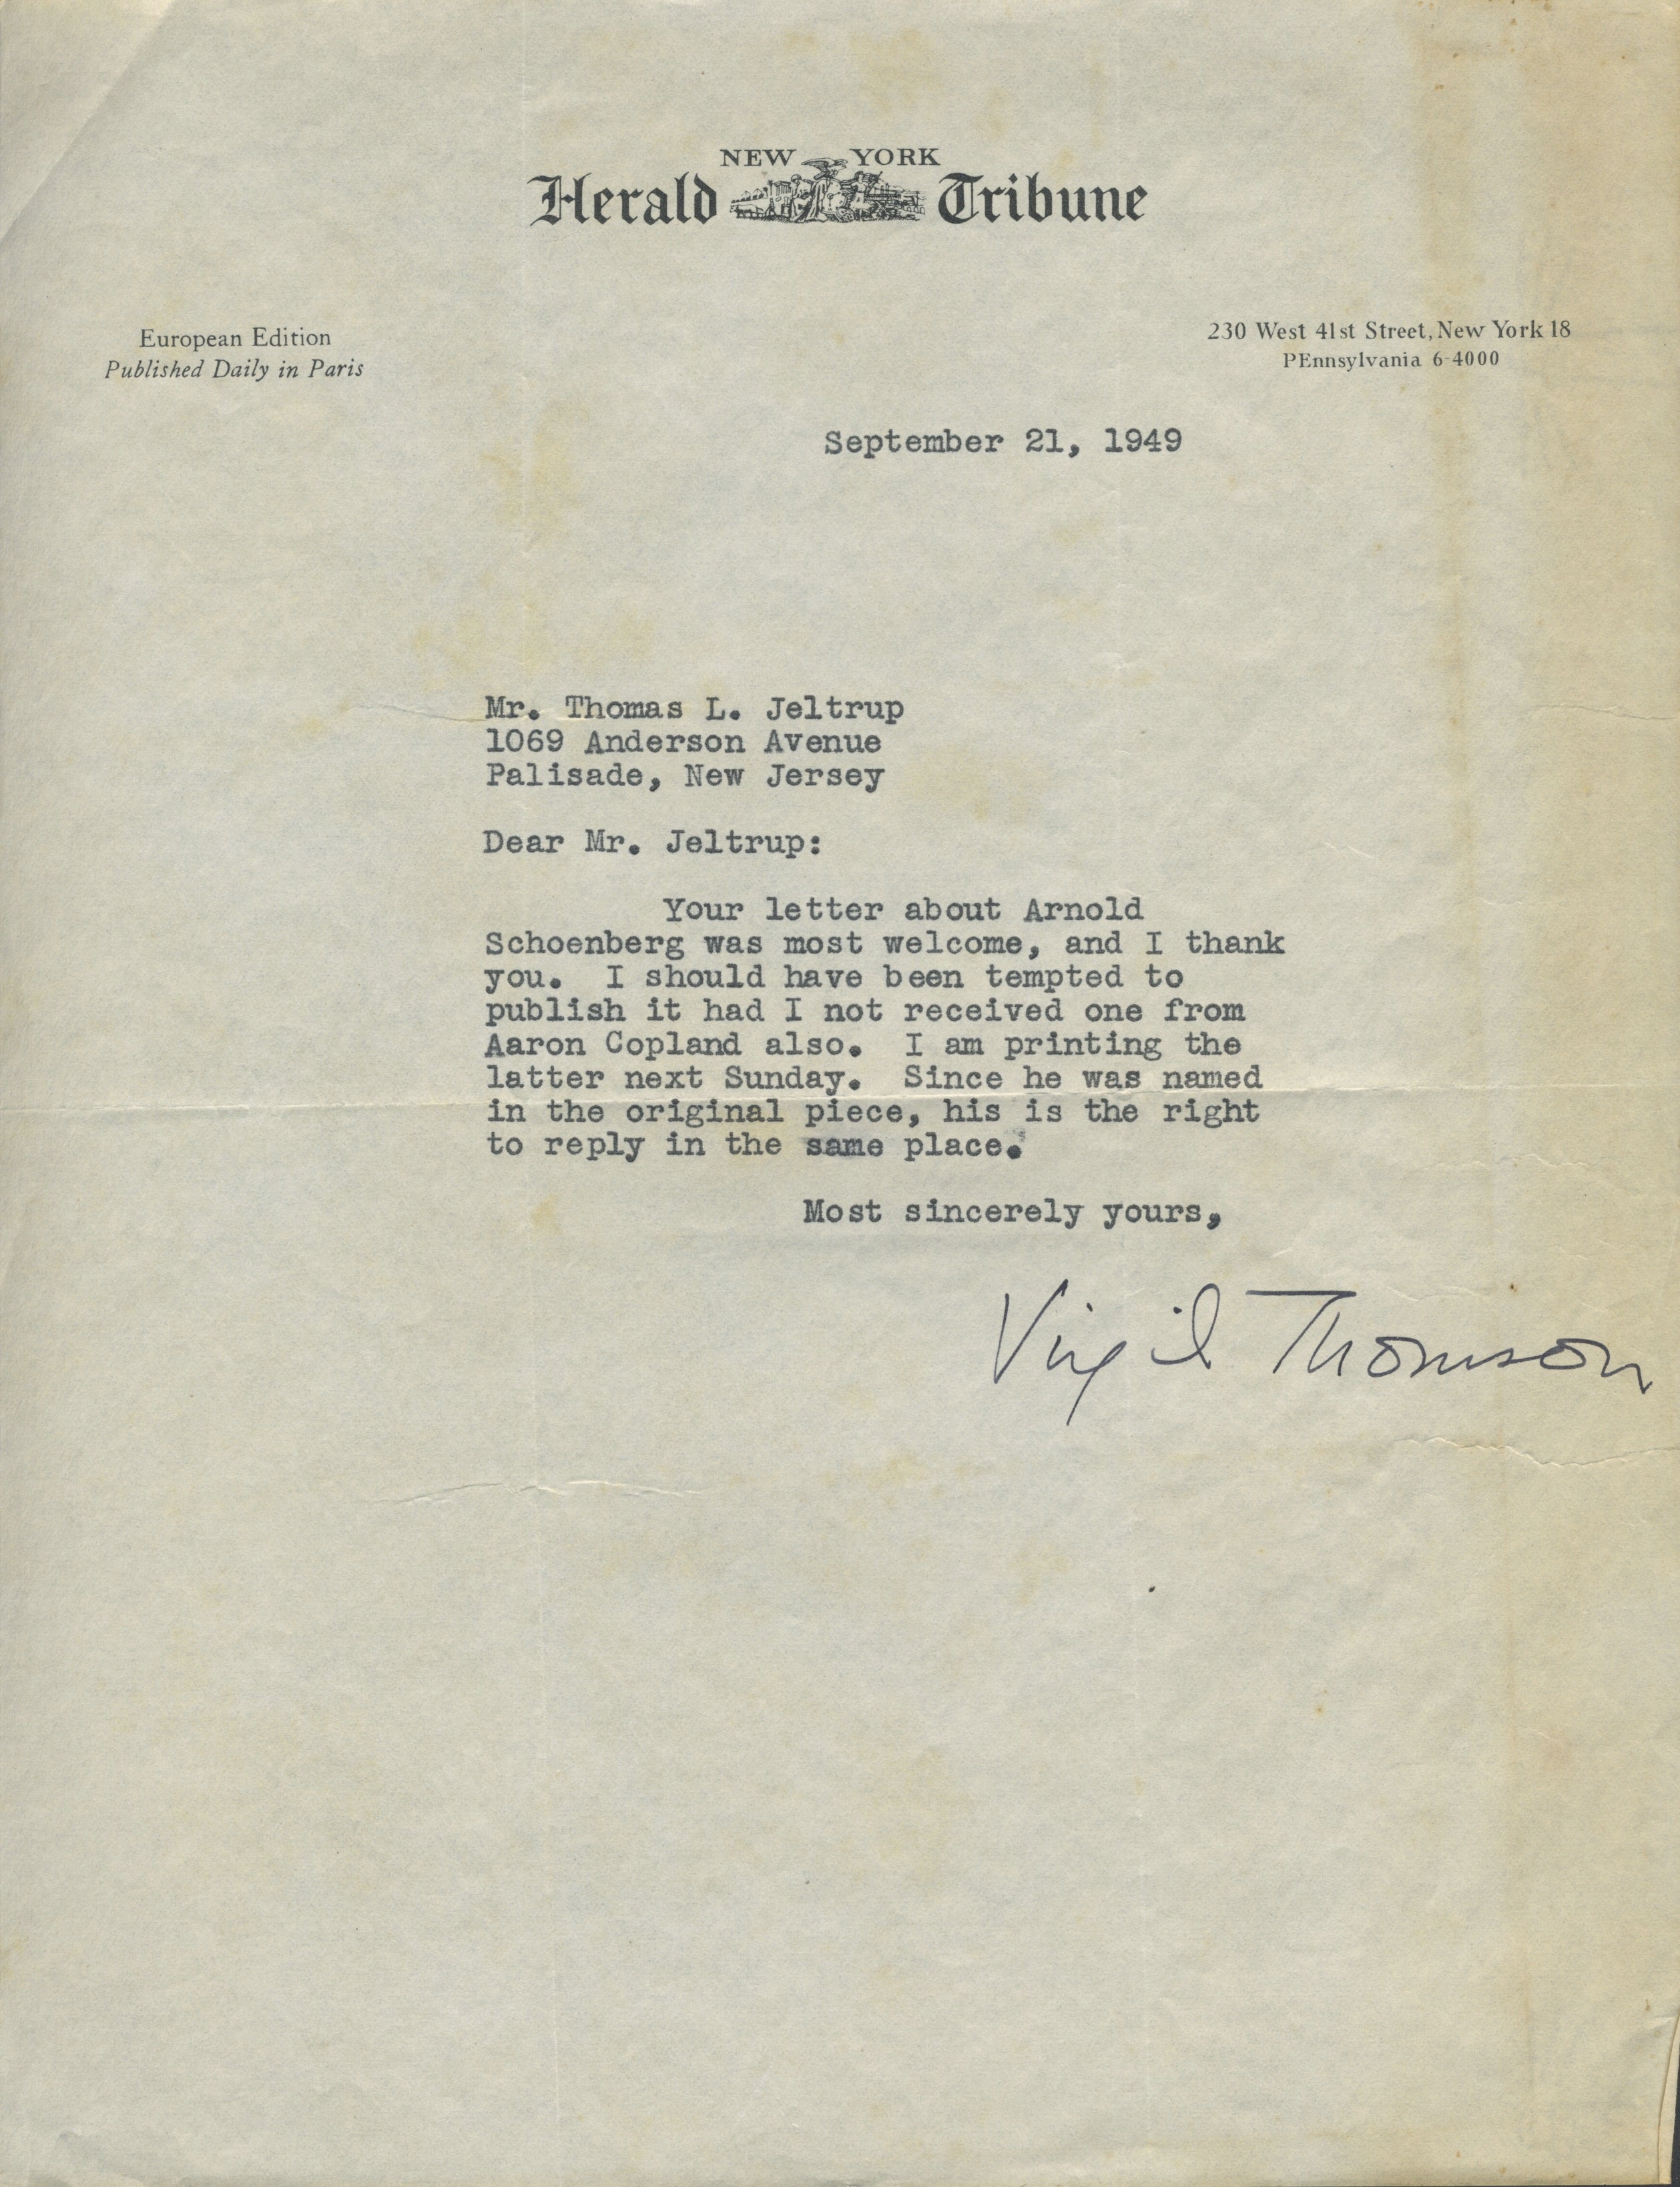 NEW YORK
Herald Tribune
European Edition
Published Daily in Paris
230 West 41st Street, New York 18
PEnnsylvania 6-4000
September 21, 1949
Mr. Thomas L. Jeltrup
1069 Anderson Avenue
Palisade, New Jersey
Dear Mr. Jeltrup:
Your letter about Arnold
Schoenberg was most welcome, and I thank
you. I should have been tempted to
publish it had I not received one from
Aaron Copland also. I am printing the
latter next Sunday. Since he was named
in the original piece, his is the right
to reply in the same place.
Most sincerely yours,
Virgil Thomson